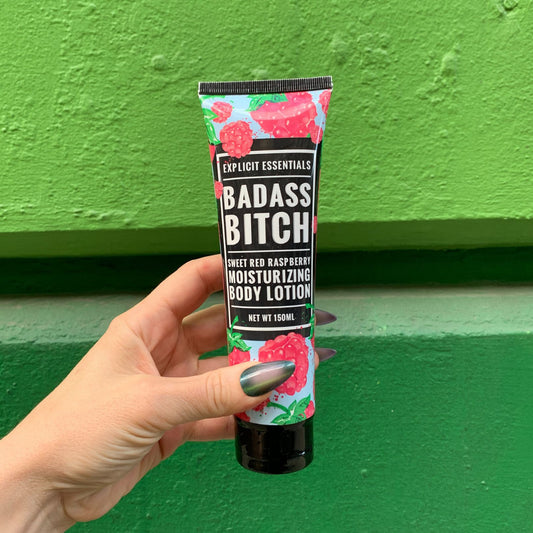 EXPLICIT ESSENTIALS
BADASS
BITCH
SWEET RED RASPBERRY
MOISTURIZING
BODY LOTION
NET WT 150ML